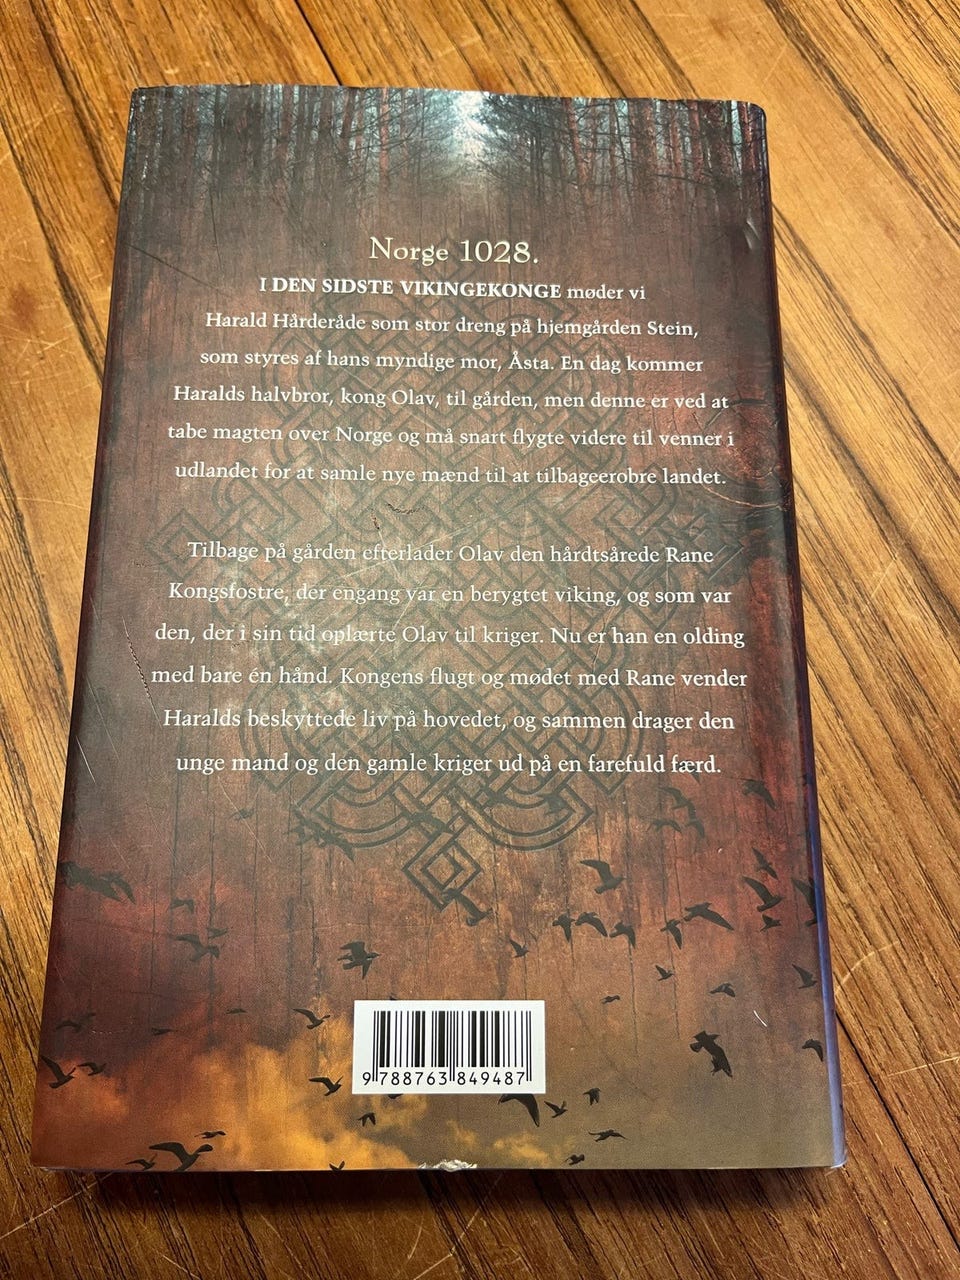 Norge 1028.
I DEN SIDSTE VIKINGEKONGE møder vi
Harald Hårderåde som stor dreng på hjemgården Stein,
som styres af hans myndige mor, Åsta. En dag kommer
Haralds halvbror, kong Olav, til gården, men denne er ved at
tabe magten over Norge og må snart flygte videre til venner i
udlandet for at samle nye mænd til at tilbageerobre landet.
Tilbage på gården efterlader Olav den hårdtsårede Rane
Kongsfostre, der engang var en berygtet viking, og som var
den, der i sin tid oplærte Olav til kriger. Nu er han en olding
med bare én hånd. Kongens flugt og mødet med Rane vender
Haralds beskyttede liv på hovedet, og sammen drager den
unge mand og den gamle kriger ud på en farefuld færd.
9 788763 849487